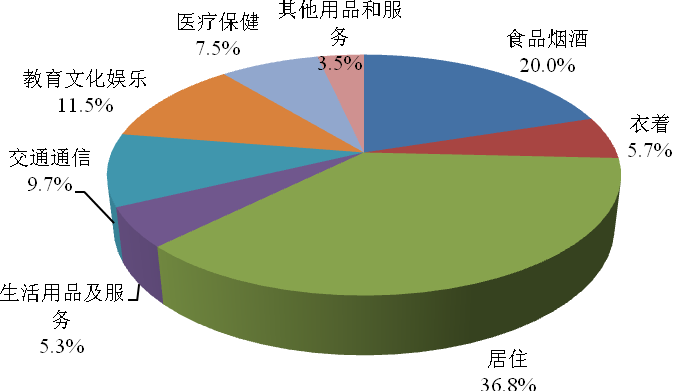 其他用品和服
务
3.5%
食品烟酒
20.0%
衣着
5.7%
居住
36.8%
生活用品及服
务
5.3%
交通通信
9.7%
教育文化娱乐
11.5%
医疗保健
7.5%